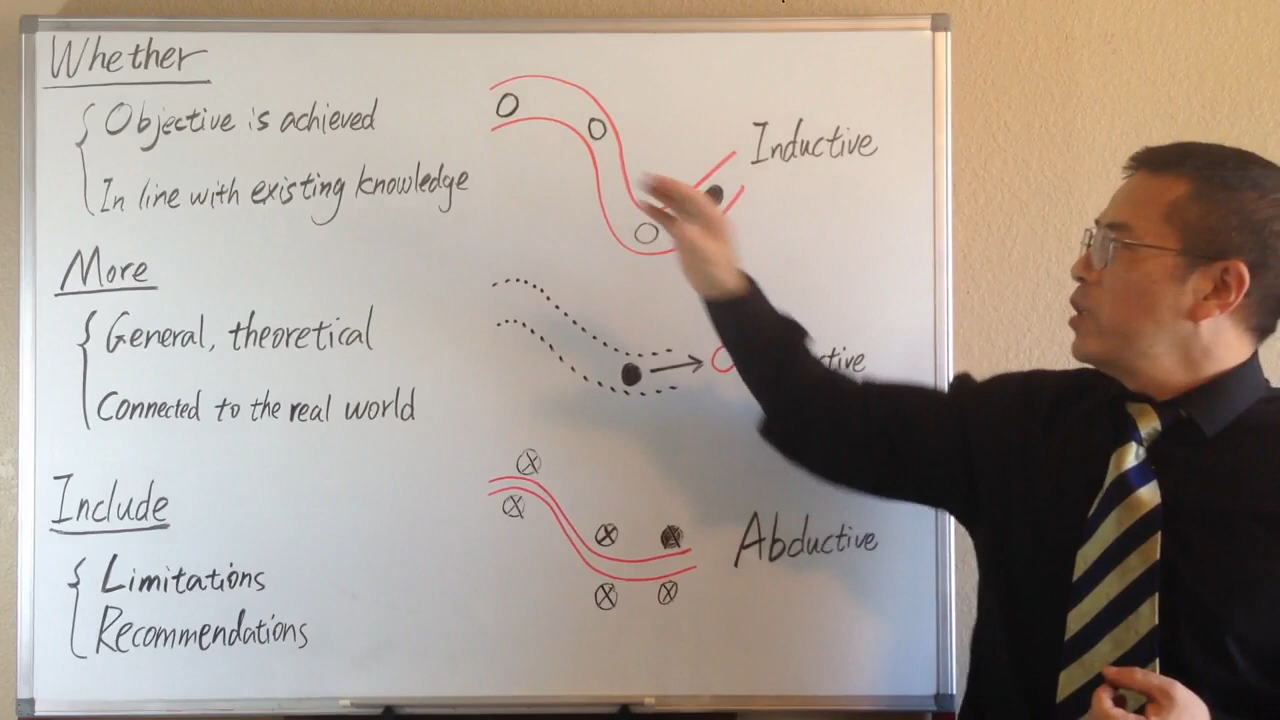 Whether
Objective is achieved
In line with existing knowledge
More
General, theoretical
Connected to the real world
Include
Limitations
Recommendations
Inductive
Abductive